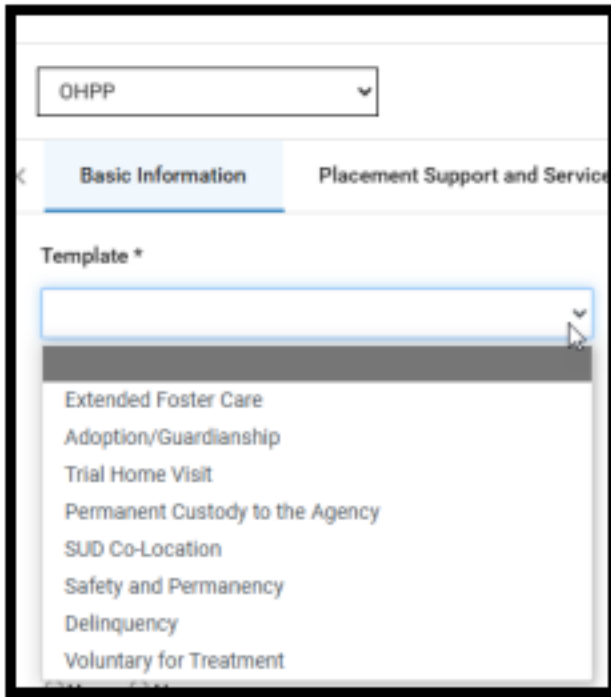 OHPP
Basic Information Placement Support and Service
Template *
Extended Foster Care
Adoption/Guardianship
Trial Home Visit
Permanent Custody to the Agency
SUD Co-Location
Safety and Permanency
Delinquency
Voluntary for Treatment